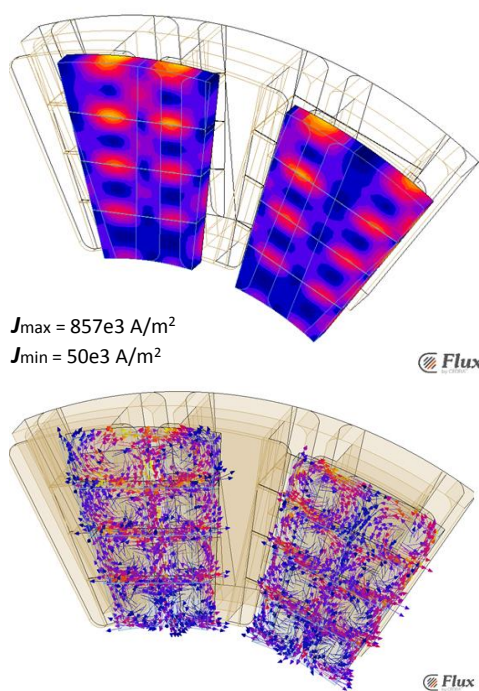 Jmax = 857e3 A/m²
Jmin = 50e3 A/m²
Flux
Flux